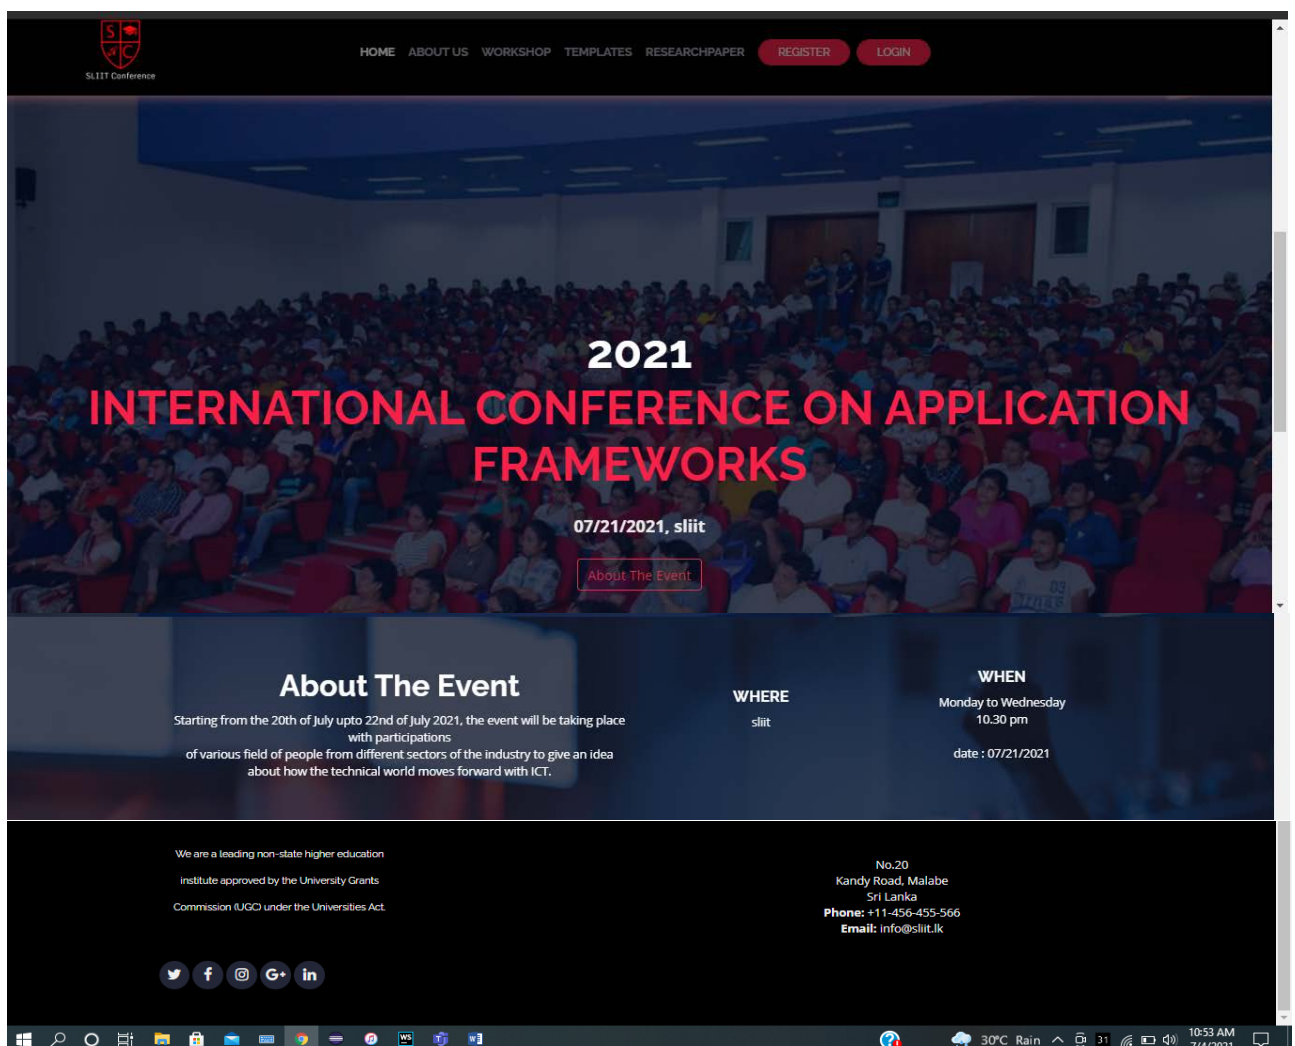 S
C
SLIIT Conference
HOME ABOUT US WORKSHOP TEMPLATES RESEARCHPAPER REGISTER LOGIN
2021
INTERNATIONAL CONFERENCE ON APPLICATION
FRAMEWORKS
07/21/2021, sliit
About The Event
About The Event
Starting from the 20th of July upto 22nd of July 2021, the event will be taking place
with participations
of various field of people from different sectors of the industry to give an idea
about how the technical world moves forward with ICT.
WHERE
sliit
WHEN
Monday to Wednesday
10.30 pm
date : 07/21/2021
We are a leading non-state higher education
institute approved by the University Grants
Commission (UGC) under the Universities Act.
No.20
Kandy Road, Malabe
Sri Lanka
Phone: +11-456-455-566
Email: info@sliit.lk
30°C Rain
31
10:53 AM
7/4/2021